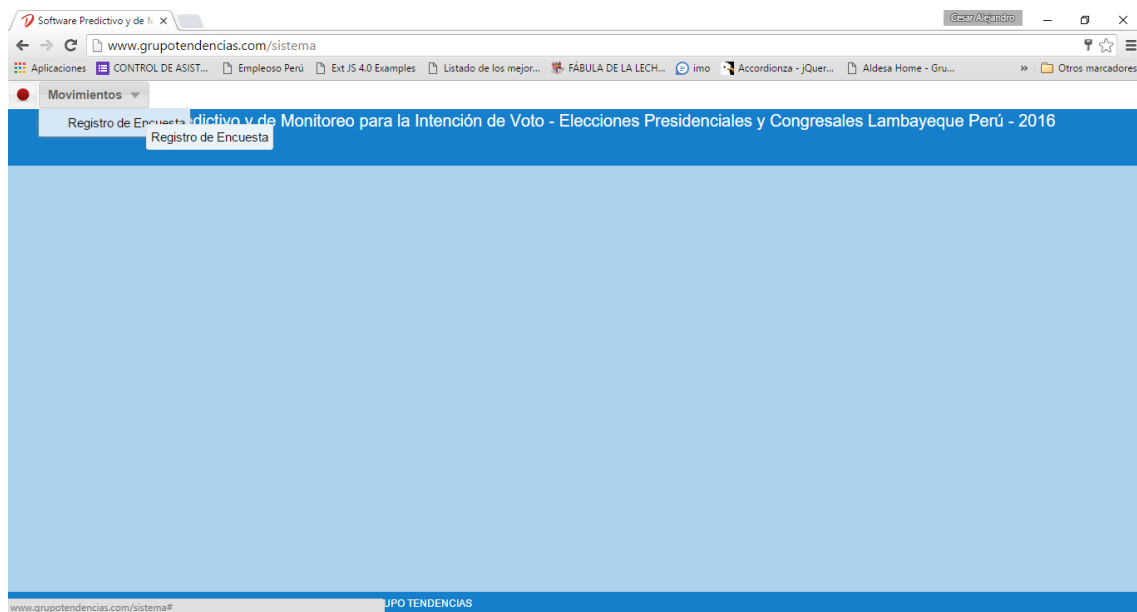 Software Predictivo y de M
Cesar Alejandro
www.grupotendencias.com/sistema
Aplicaciones CONTROL DE ASIST... Empleoso Perú Ext JS 4.0 Examples Listado de los mejor... FÁBULA DE LA LECH... imo Accordionza - jQuer... Aldesa Home - Gru... » Otros marcadores
Movimientos
Registro de Encuesta dictivo y de Monitoreo para la Intención de Voto - Elecciones Presidenciales y Congresales Lambayeque Perú - 2016
Registro de Encuesta
www.grupotendencias.com/sistema# UPO TENDENCIAS